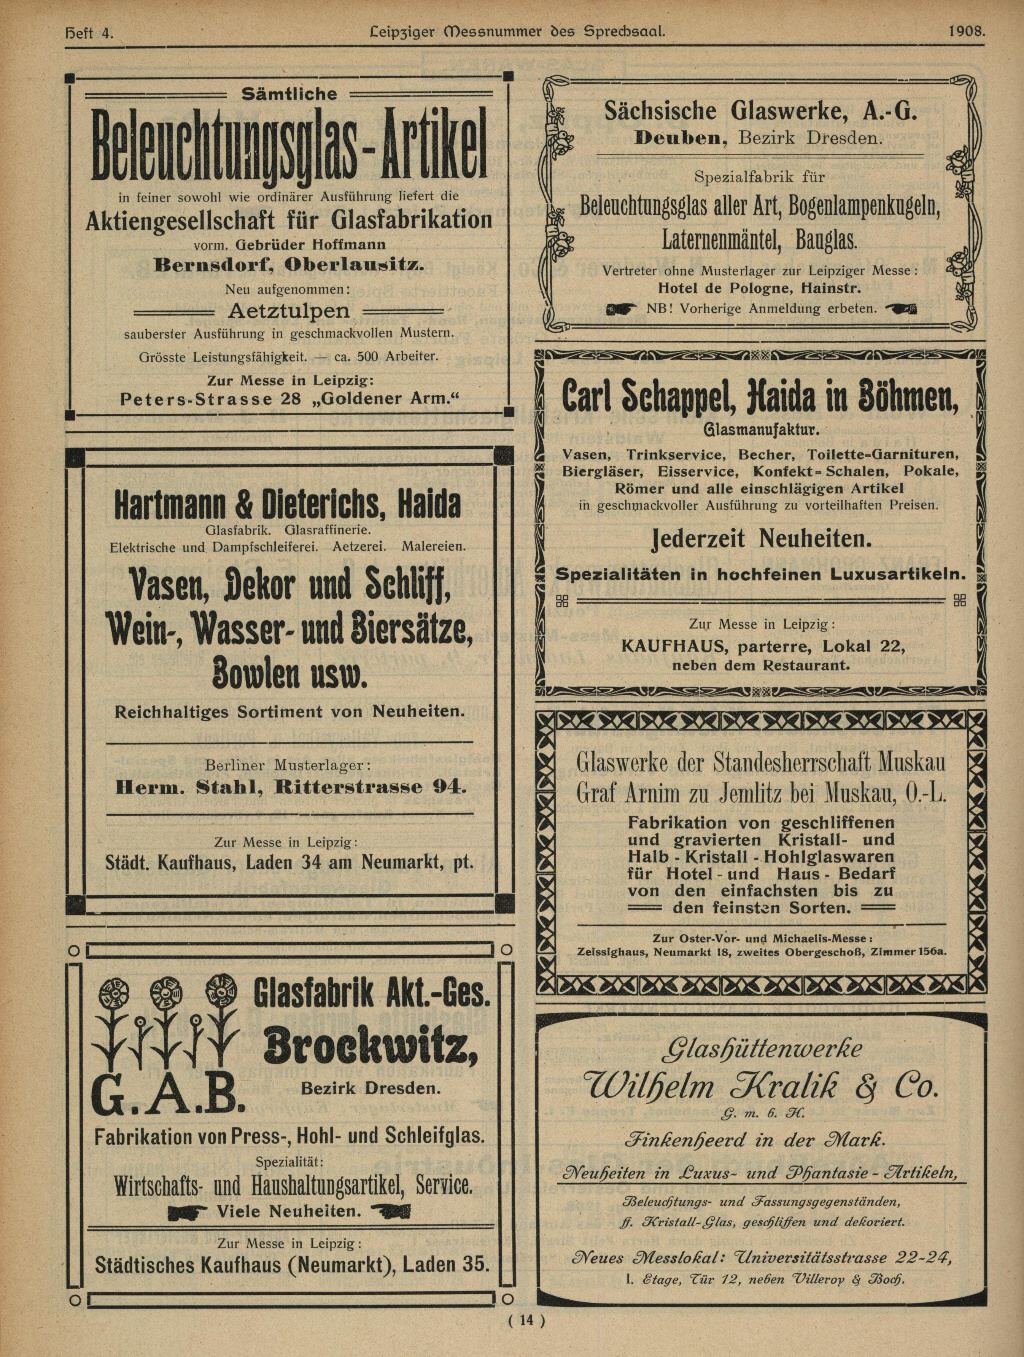 Heft 4.
Leipziger Messnummer des Sprechsaal.
1908.
Sämtliche
Beleuchtungsglas-Artikel
in feiner sowohl wie ordinärer Ausführung liefert die
Aktiengesellschaft für Glasfabrikation
vorm. Gebrüder Hoffmann
Bernsdorf, Oberlausitz.
Neu aufgenommen:
Aetztulpen
sauberster Ausführung in geschmackvollen Mustern.
Grösste Leistungsfähigkeit. — ca. 500 Arbeiter.
Zur Messe in Leipzig:
Peters-Strasse 28 „Goldener Arm.“
Hartmann & Dieterichs, Haida
Glasfabrik. Glasraffinerie.
Elektrische und Dampfschleiferei. Aetzerei. Malereien.
Vasen, Dekor und Schliff,
Wein-, Wasser- und Biersätze,
Bowlen usw.
Reichhaltiges Sortiment von Neuheiten.
Berliner Musterlager:
Herm. Stahl, Ritterstrasse 94.
Zur Messe in Leipzig:
Städt. Kaufhaus, Laden 34 am Neumarkt, pt.
Glasfabrik Akt.-Ges.
Brockwitz,
G.A.B.
Bezirk Dresden.
Fabrikation von Press-, Hohl- und Schleifglas.
Spezialität:
Wirtschafts- und Haushaltungsartikel, Service.
Viele Neuheiten.
Zur Messe in Leipzig:
Städtisches Kaufhaus (Neumarkt), Laden 35.
Sächsische Glaswerke, A.-G.
Deuben, Bezirk Dresden.
Spezialfabrik für
Beleuchtungsglas aller Art, Bogenlampenkugeln,
Laternenmäntel, Bauglas.
Vertreter ohne Musterlager zur Leipziger Messe:
Hotel de Pologne, Hainstr.
NB! Vorherige Anmeldung erbeten.
Carl Schappel, Haida in Böhmen,
Glasmanufaktur.
Vasen, Trinkservice, Becher, Toilette-Garnituren,
Biergläser, Eisservice, Konfekt-Schalen, Pokale,
Römer und alle einschlägigen Artikel
in geschmackvoller Ausführung zu vorteilhaften Preisen.
Jederzeit Neuheiten.
Spezialitäten in hochfeinen Luxusartikeln.
Zur Messe in Leipzig:
KAUFHAUS, parterre, Lokal 22,
neben dem Restaurant.
Glaswerke der Standesherrschaft Muskau
Graf Arnim zu Jemlitz bei Muskau, O.-L.
Fabrikation von geschliffenen
und gravierten Kristall- und
Halb-Kristall-Hohlglaswaren
für Hotel- und Haus-Bedarf
von den einfachsten bis zu
den feinsten Sorten.
Zur Oster-Vor- und Michaelis-Messe:
Zeissighaus, Neumarkt 18, zweites Obergeschoß, Zimmer 156a.
Glashüttenwerke
Wilhelm Kralik & Co.
G. m. b. H.
Finkenheerd in der Mark.
Neuheiten in Luxus- und Phantasie-Artikeln,
Beleuchtungs- und Fassungsgegenständen,
ff. Kristall-Glas, geschliffen und dekoriert.
Neues Messlokal: Universitätsstrasse 22-24,
I. Etage, Tür 12, neben Villeroy & Boch.
( 14 )